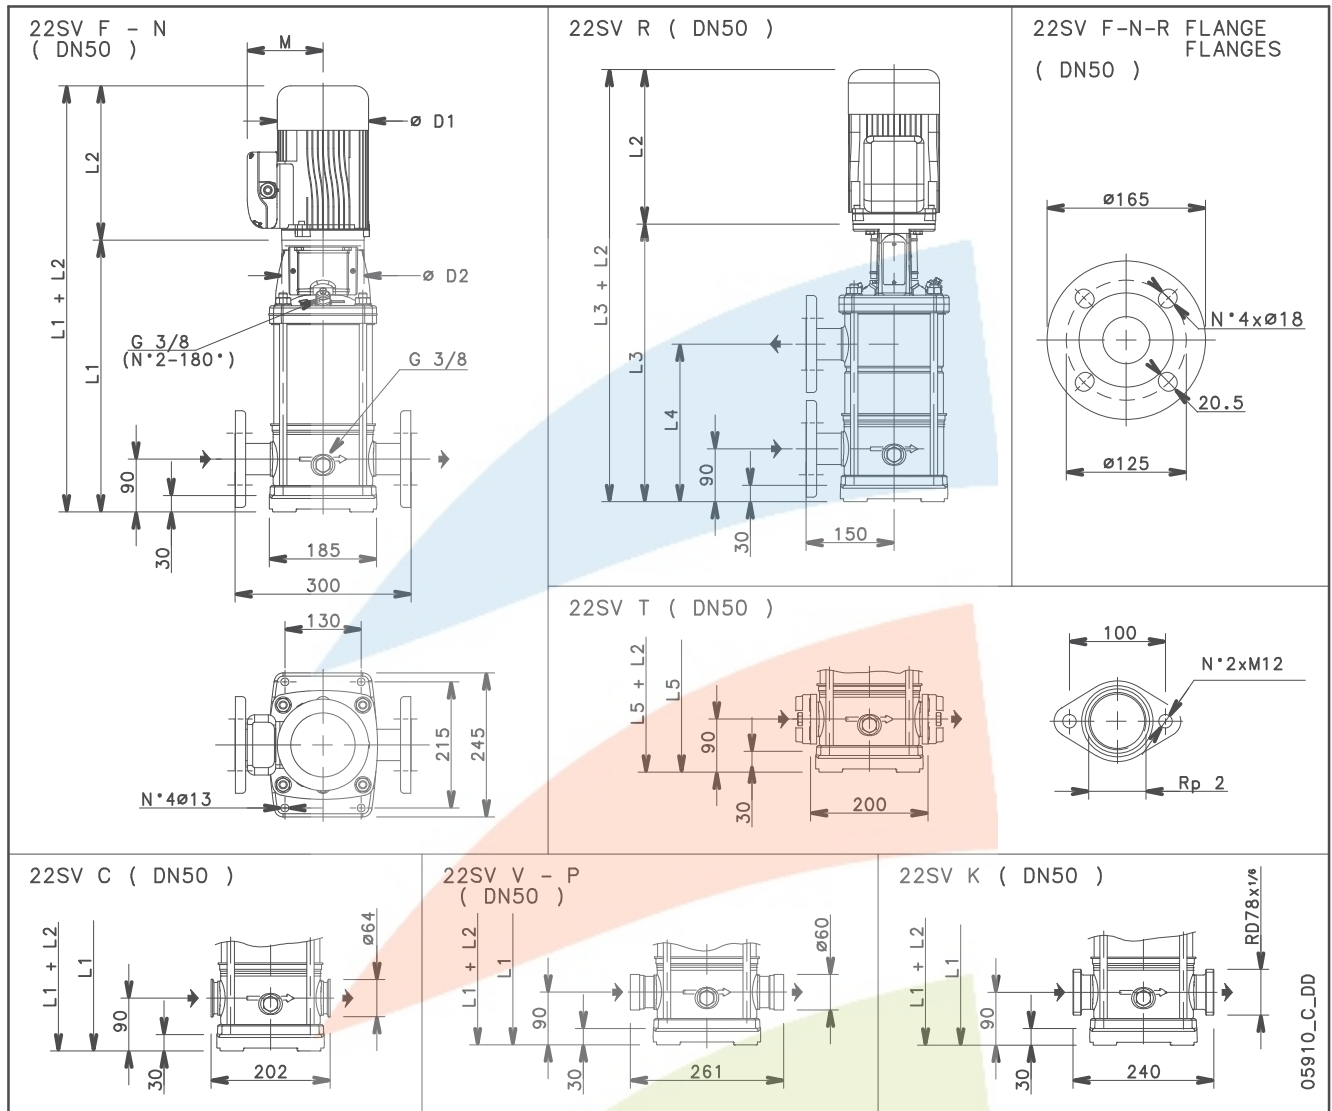 22SV F - N
( DN50 )
M
ø D1
L2
L1 + L2
ø D2
G 3/8
(N°2-180°)
G 3/8
L1
90
30
185
300
130
215
245
N°4ø13
22SV R ( DN50 )
L2
L3 + L2
L3
L4
90
30
150
22SV F-N-R FLANGE
FLANGES
( DN50 )
ø165
N°4xø18
20.5
ø125
22SV T ( DN50 )
L5 + L2
L5
90
30
200
100
N°2xM12
Rp 2
22SV C ( DN50 )
L1 + L2
L1
90
30
ø64
202
22SV V - P
( DN50 )
L1 + L2
L1
90
30
ø60
261
22SV K ( DN50 )
L1 + L2
L1
90
30
RD78x1/6
240
05910_C_DD